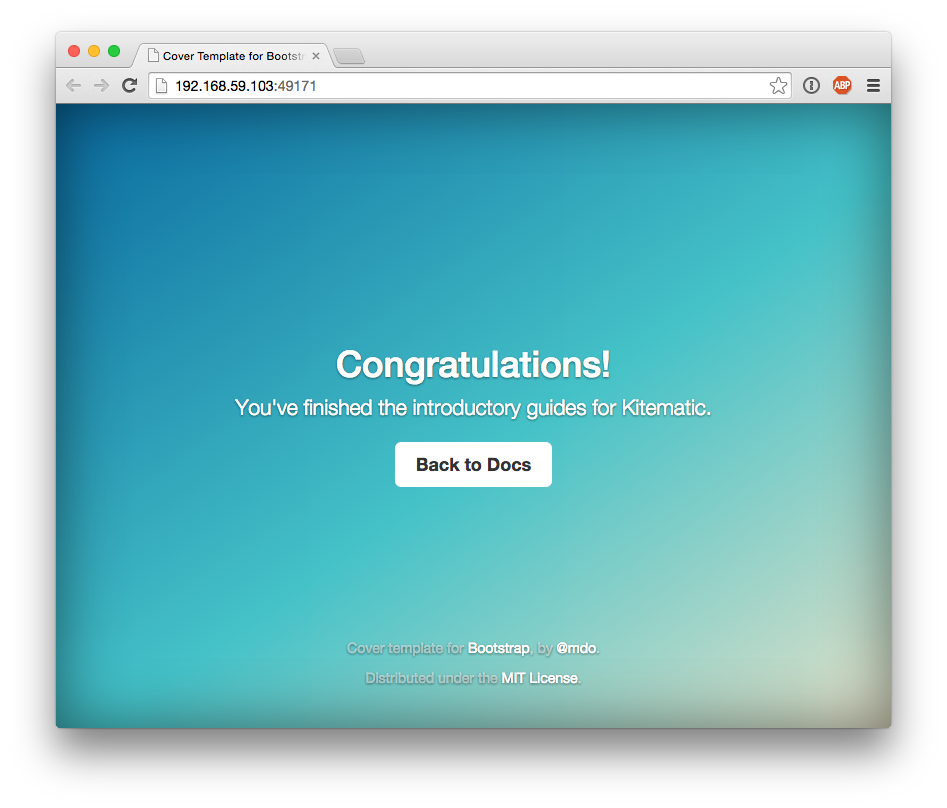 Cover Template for Bootstr
192.168.59.103:49171
ABP
Congratulations!
You've finished the introductory guides for Kitematic.
Back to Docs
Cover template for Bootstrap, by @mdo.
Distributed under the MIT License.